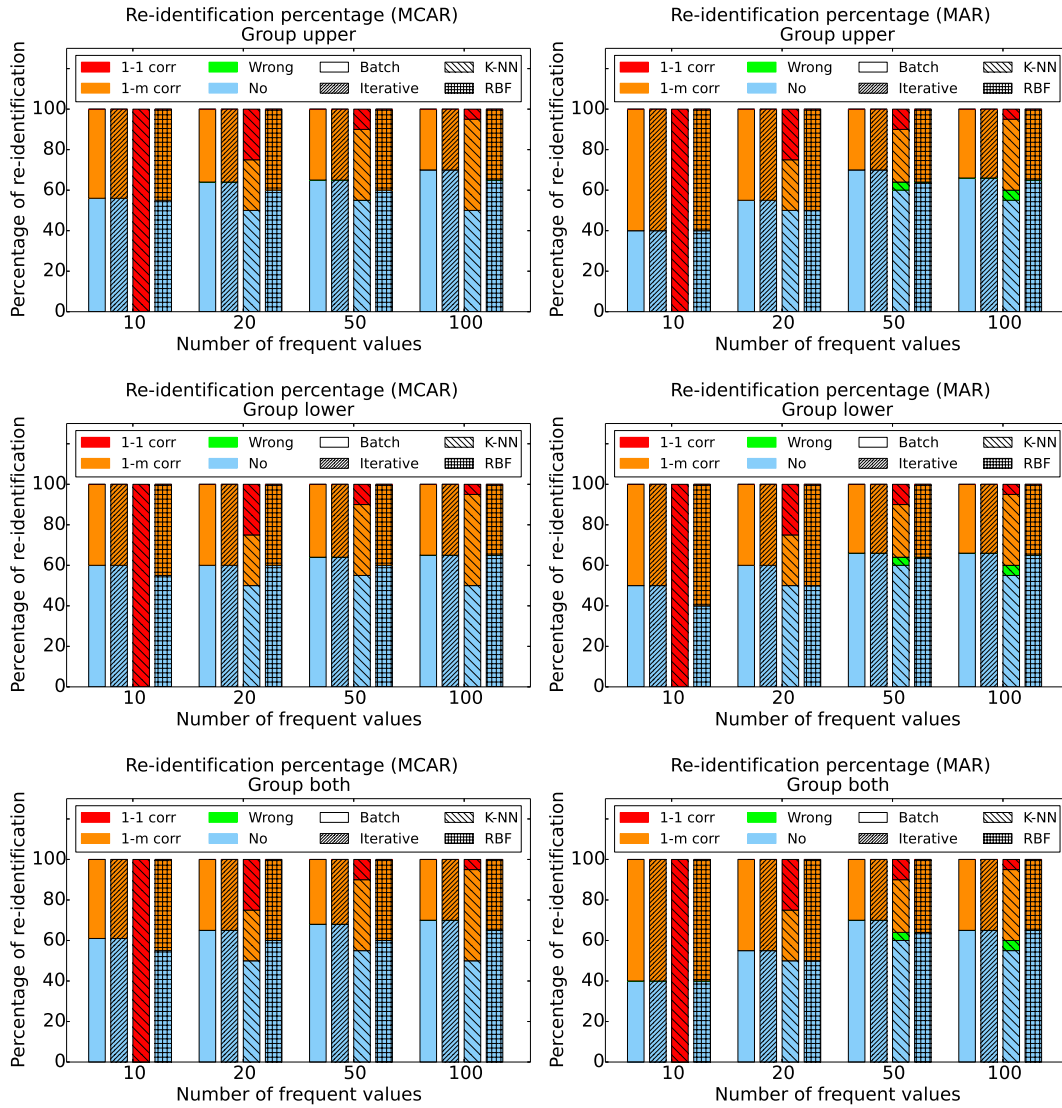 Re-identification percentage (MCAR)
Group upper
Percentage of re-identification
1-1 corr Wrong Batch K-NN
1-m corr No Iterative RBF
100
80
60
40
20
0
10 20 50 100
Number of frequent values
Re-identification percentage (MAR)
Group upper
Percentage of re-identification
1-1 corr Wrong Batch K-NN
1-m corr No Iterative RBF
100
80
60
40
20
0
10 20 50 100
Number of frequent values
Re-identification percentage (MCAR)
Group lower
Percentage of re-identification
1-1 corr Wrong Batch K-NN
1-m corr No Iterative RBF
100
80
60
40
20
0
10 20 50 100
Number of frequent values
Re-identification percentage (MAR)
Group lower
Percentage of re-identification
1-1 corr Wrong Batch K-NN
1-m corr No Iterative RBF
100
80
60
40
20
0
10 20 50 100
Number of frequent values
Re-identification percentage (MCAR)
Group both
Percentage of re-identification
1-1 corr Wrong Batch K-NN
1-m corr No Iterative RBF
100
80
60
40
20
0
10 20 50 100
Number of frequent values
Re-identification percentage (MAR)
Group both
Percentage of re-identification
1-1 corr Wrong Batch K-NN
1-m corr No Iterative RBF
100
80
60
40
20
0
10 20 50 100
Number of frequent values